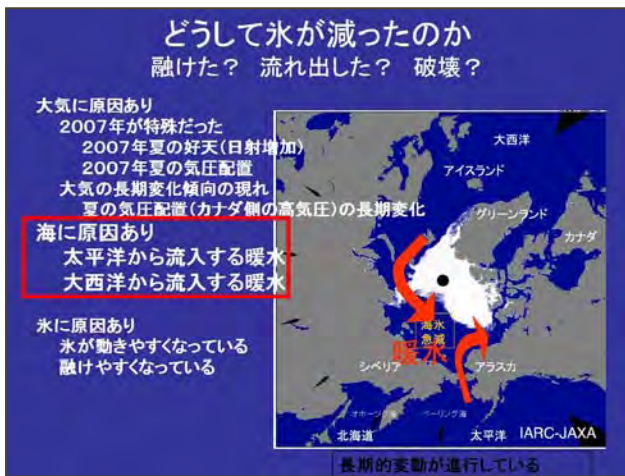 どうして氷が減ったのか
融けた？ 流れ出した？ 破壊？
大気に原因あり
2007年が特殊だった
2007年夏の好天(日射増加)
2007年夏の気圧配置
大気の長期変化傾向の現れ
夏の気圧配置(カナダ側の高気圧)の長期変化
海に原因あり
太平洋から流入する暖水
大西洋から流入する暖水
氷に原因あり
氷が動きやすくなっている
融けやすくなっている
大西洋
アイスランド
グリーンランド
カナダ
海氷
急減
暖水
シベリア
アラスカ
オホーツク海
ベーリング海
北海道
太平洋
IARC-JAXA
長期的変動が進行している